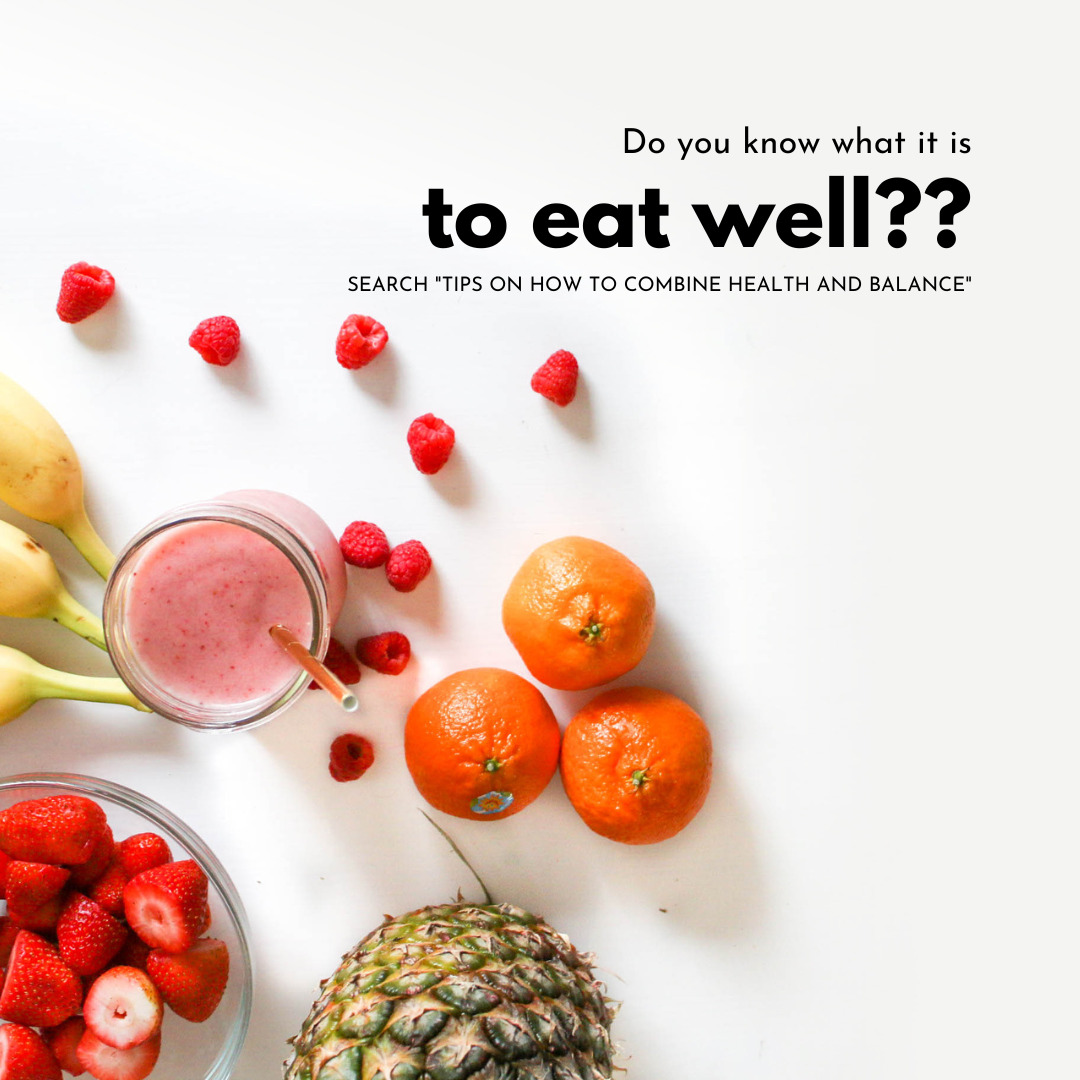 Do you know what it is
to eat well??
SEARCH "TIPS ON HOW TO COMBINE HEALTH AND BALANCE"